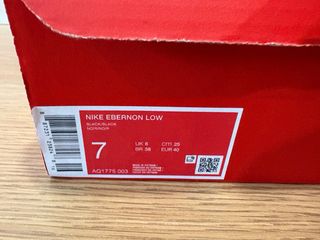 NIKE EBERNON LOW
BLACK/BLACK
NOIR/NOIR
7
UK 6
CM 25
BR 38
EUR 40
AQ1775 003